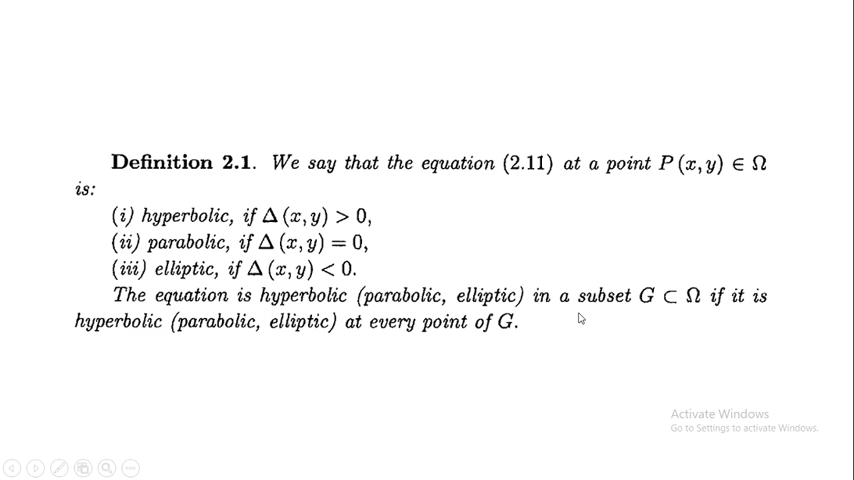 Definition 2.1. We say that the equation (2.11) at a point P (x, y) ∈ Ω
is:
(i) hyperbolic, if Δ (x, y) > 0,
(ii) parabolic, if Δ (x, y) = 0,
(iii) elliptic, if Δ (x, y) < 0.
The equation is hyperbolic (parabolic, elliptic) in a subset G ⊂ Ω if it is
hyperbolic (parabolic, elliptic) at every point of G.
Activate Windows
Go to Settings to activate Windows.